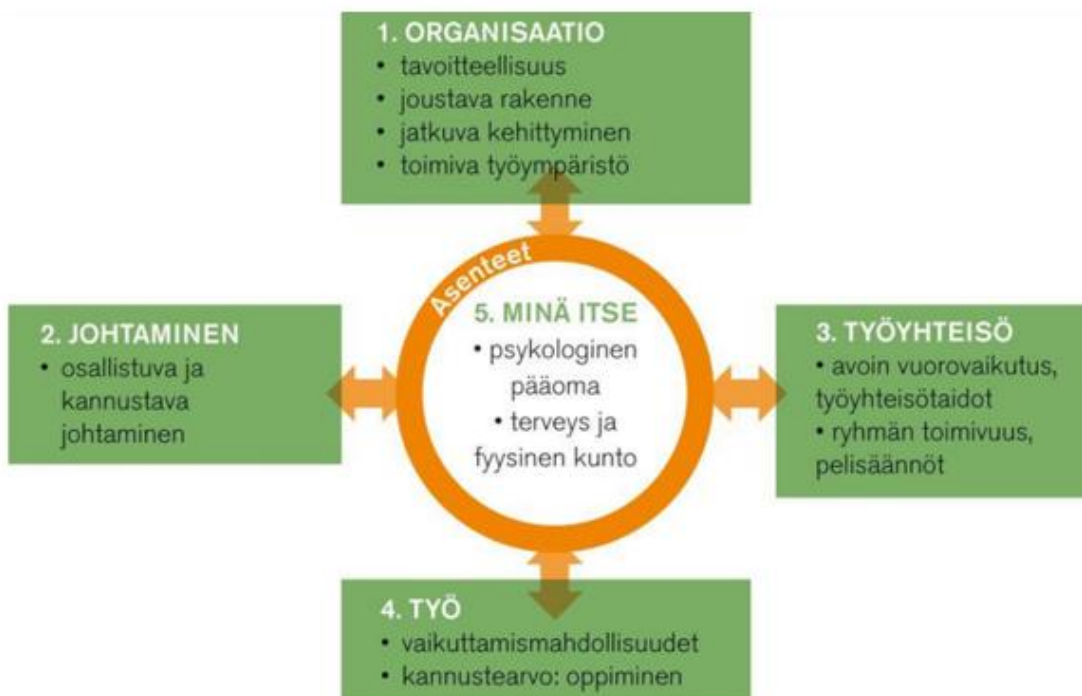 1. ORGANISAATIO
• tavoitteellisuus
• joustava rakenne
• jatkuva kehittyminen
• toimiva työympäristö
Asenteet
2. JOHTAMINEN
• osallistuva ja
kannustava
johtaminen
5. MINÄ ITSE
• psykologinen
pääoma
• terveys ja
fyysinen kunto
3. TYÖYHTEISÖ
• avoin vuorovaikutus,
työyhteisötaidot
• ryhmän toimivuus,
pelisäännöt
4. TYÖ
• vaikuttamismahdollisuudet
• kannustearvo: oppiminen